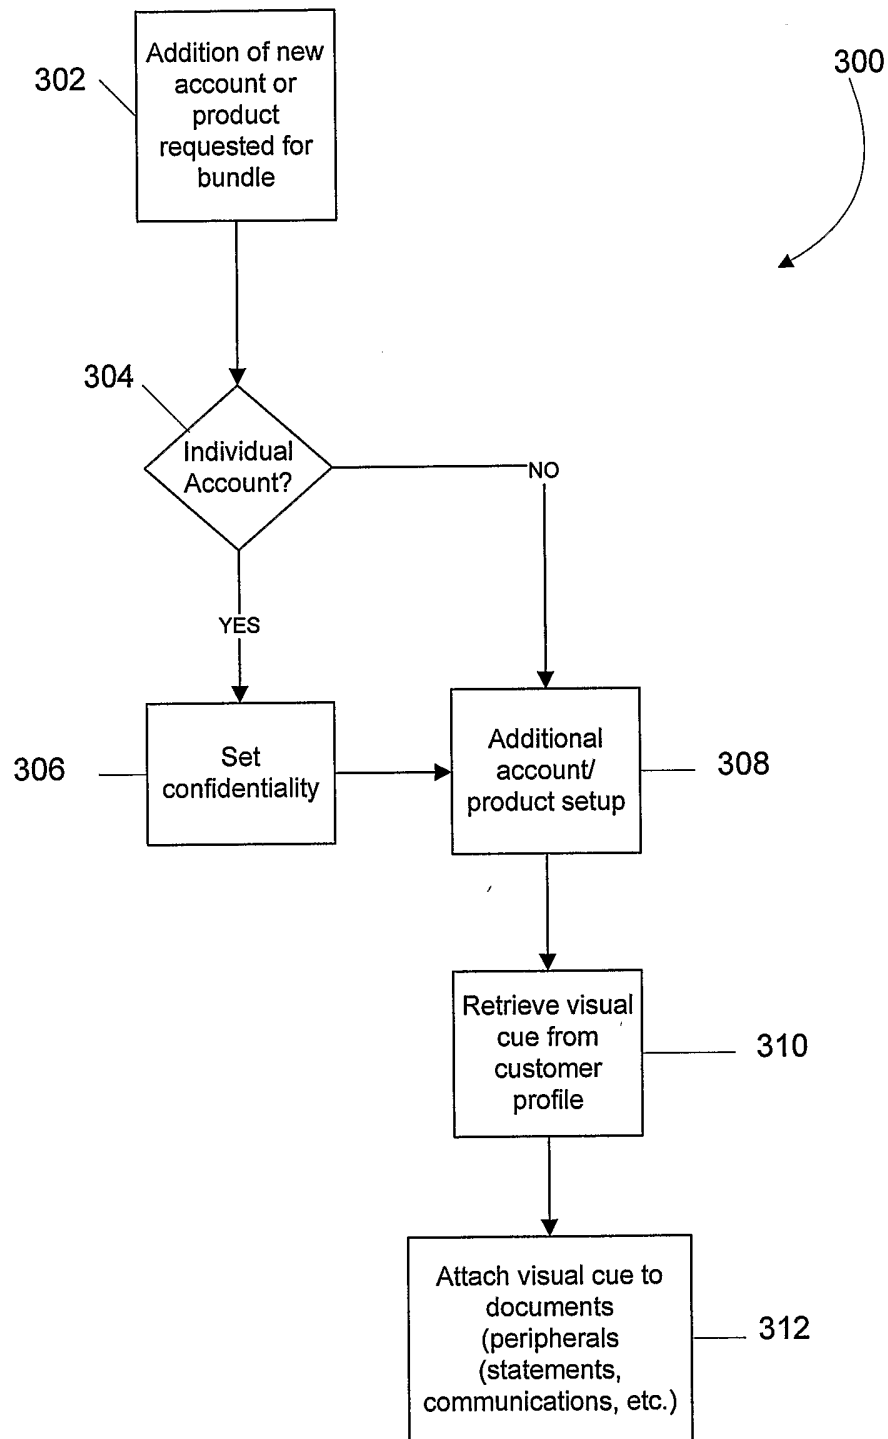 Addition of new
account or
product
requested for
bundle
302
300
304
Individual
Account?
NO
YES
306
Set
confidentiality
Additional
account/
product setup
308
Retrieve visual
cue from
customer
profile
310
Attach visual cue to
documents
(peripherals
(statements,
communications, etc.)
312